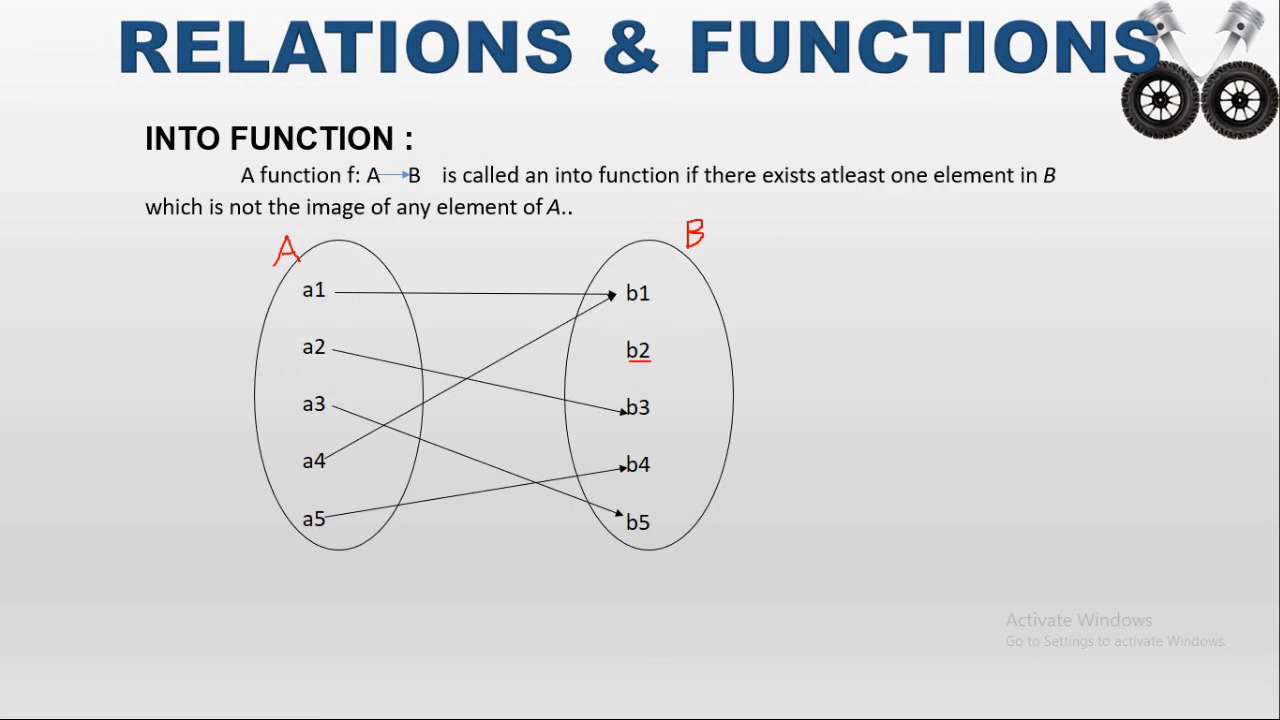 RELATIONS & FUNCTIONS
INTO FUNCTION :
A function f: A B is called an into function if there exists atleast one element in B
which is not the image of any element of A..
A B
a1 b1
a2 b2
a3 b3
a4 b4
a5 b5
Activate Windows
Go to Settings to activate Windows.